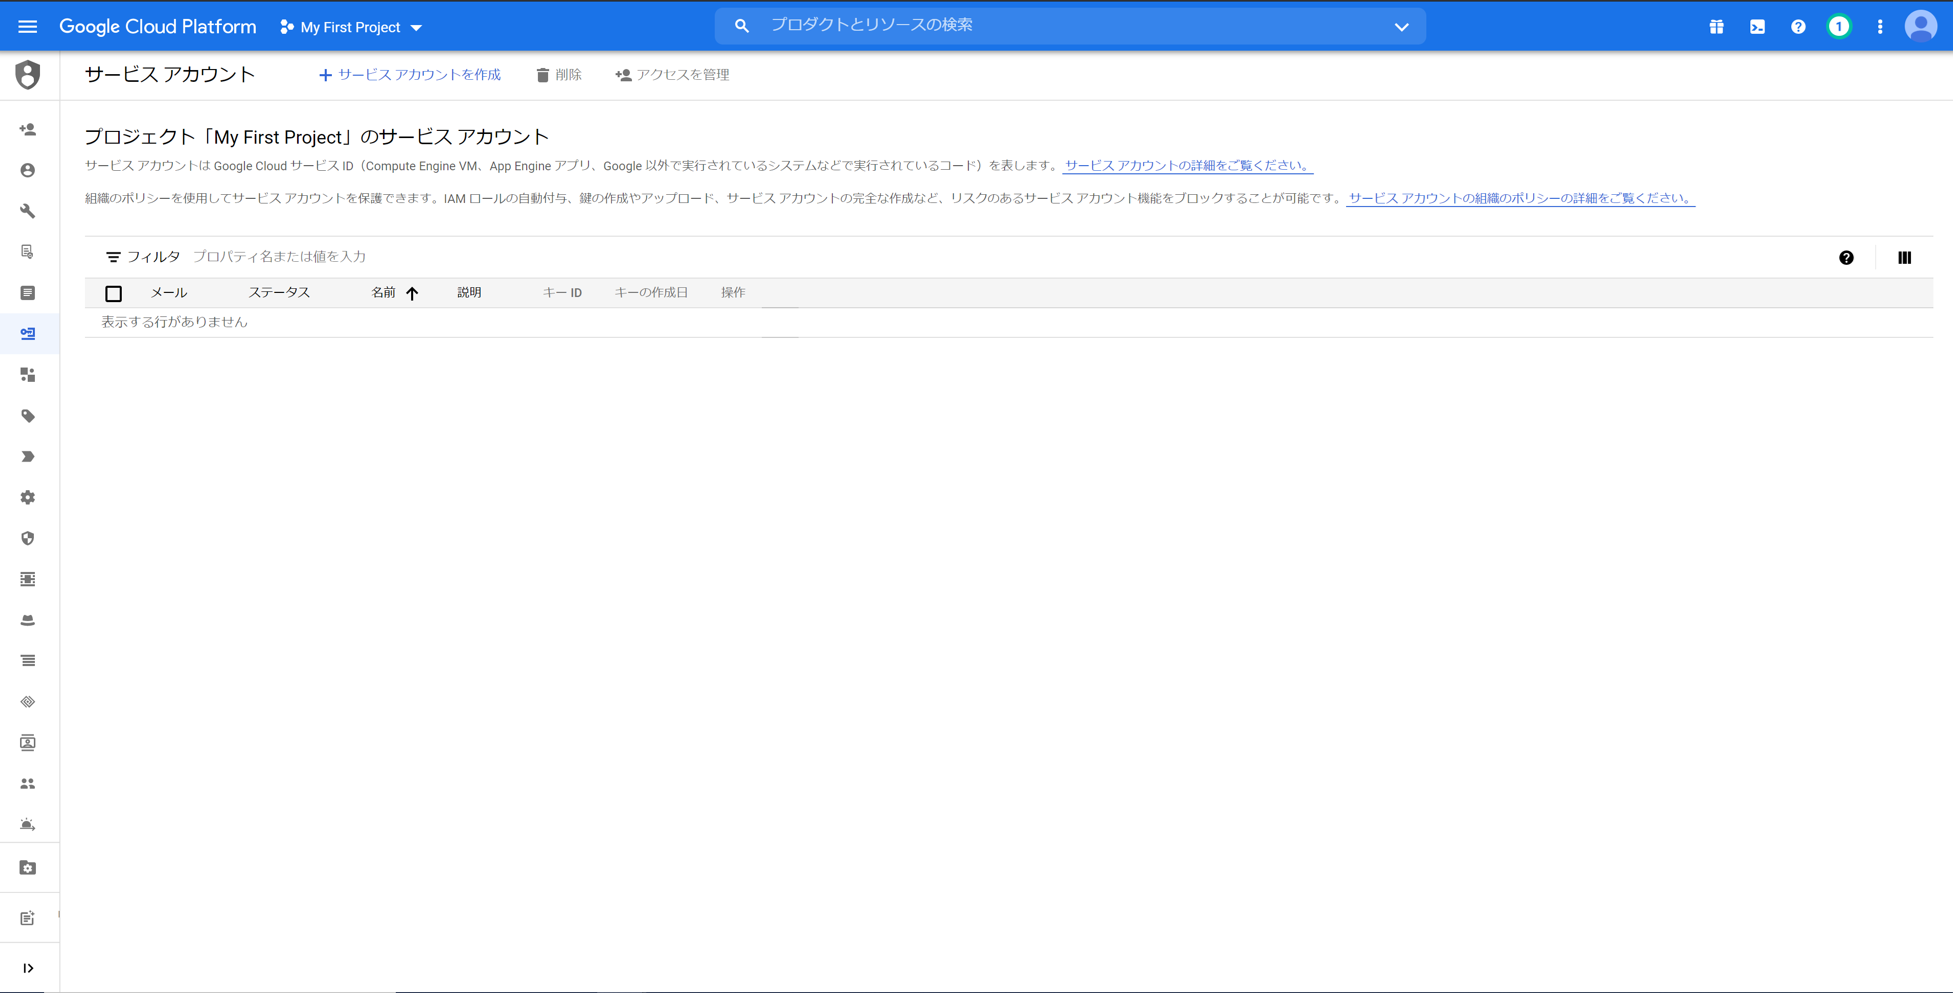 Google Cloud Platform My First Project プロダクトとリソースの検索 1
サービス アカウント サービス アカウントを作成 削除 アクセスを管理
プロジェクト「My First Project」のサービス アカウント
サービス アカウントは Google Cloud サービス ID（Compute Engine VM、App Engine アプリ、Google 以外で実行されているシステムなどで実行されているコード）を表します。 サービス アカウントの詳細をご覧ください。
組織のポリシーを使用してサービス アカウントを保護できます。IAM ロールの自動付与、鍵の作成やアップロード、サービス アカウントの完全な作成など、リスクのあるサービス アカウント機能をブロックすることが可能です。 サービス アカウントの組織のポリシーの詳細をご覧ください。
フィルタ プロパティ名または値を入力
メール ステータス 名前 説明 キー ID キーの作成日 操作
表示する行がありません